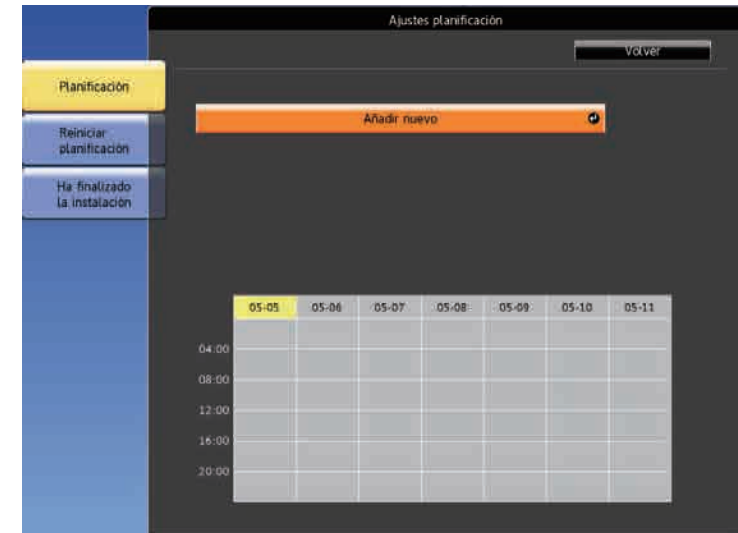 Ajustes planificación
Volver
Planificación
Añadir nuevo
Reiniciar
planificación
Ha finalizado
la instalación
05-05 05-06 05-07 05-08 05-09 05-10 05-11
04:00
08:00
12:00
16:00
20:00